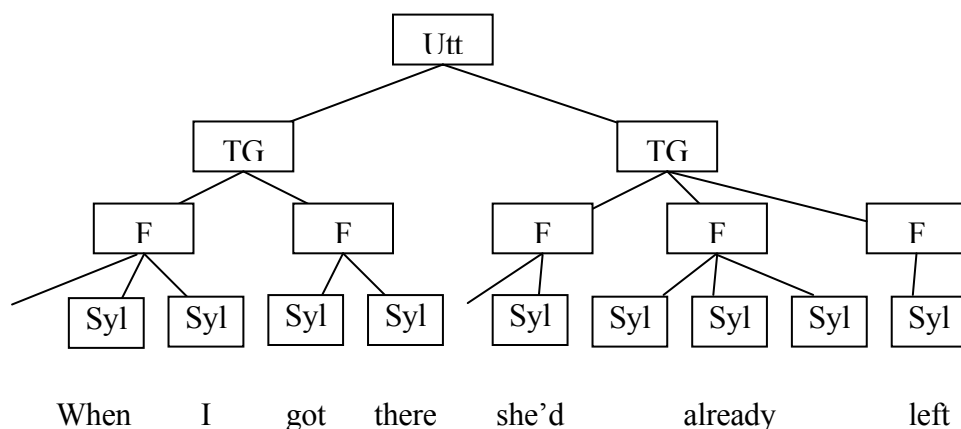 Utt
TG TG
F F F F F
Syl Syl Syl Syl Syl Syl Syl Syl Syl
When I got there she’d already left